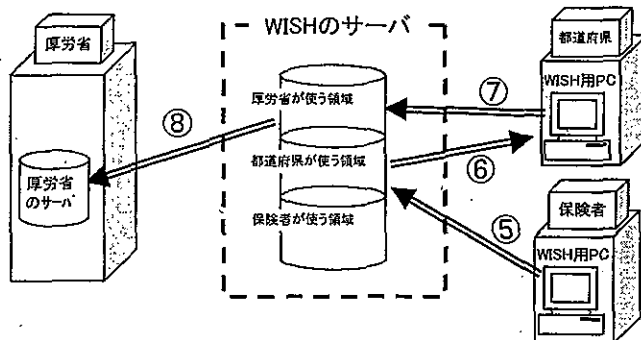 WISHのサーバ
厚労省
都道府県
WISH用PC
厚労省が使う領域
⑦
⑧
都道府県が使う領域
⑥
厚労省
のサーバ
保険者が使う領域
保険者
⑤
WISH用PC